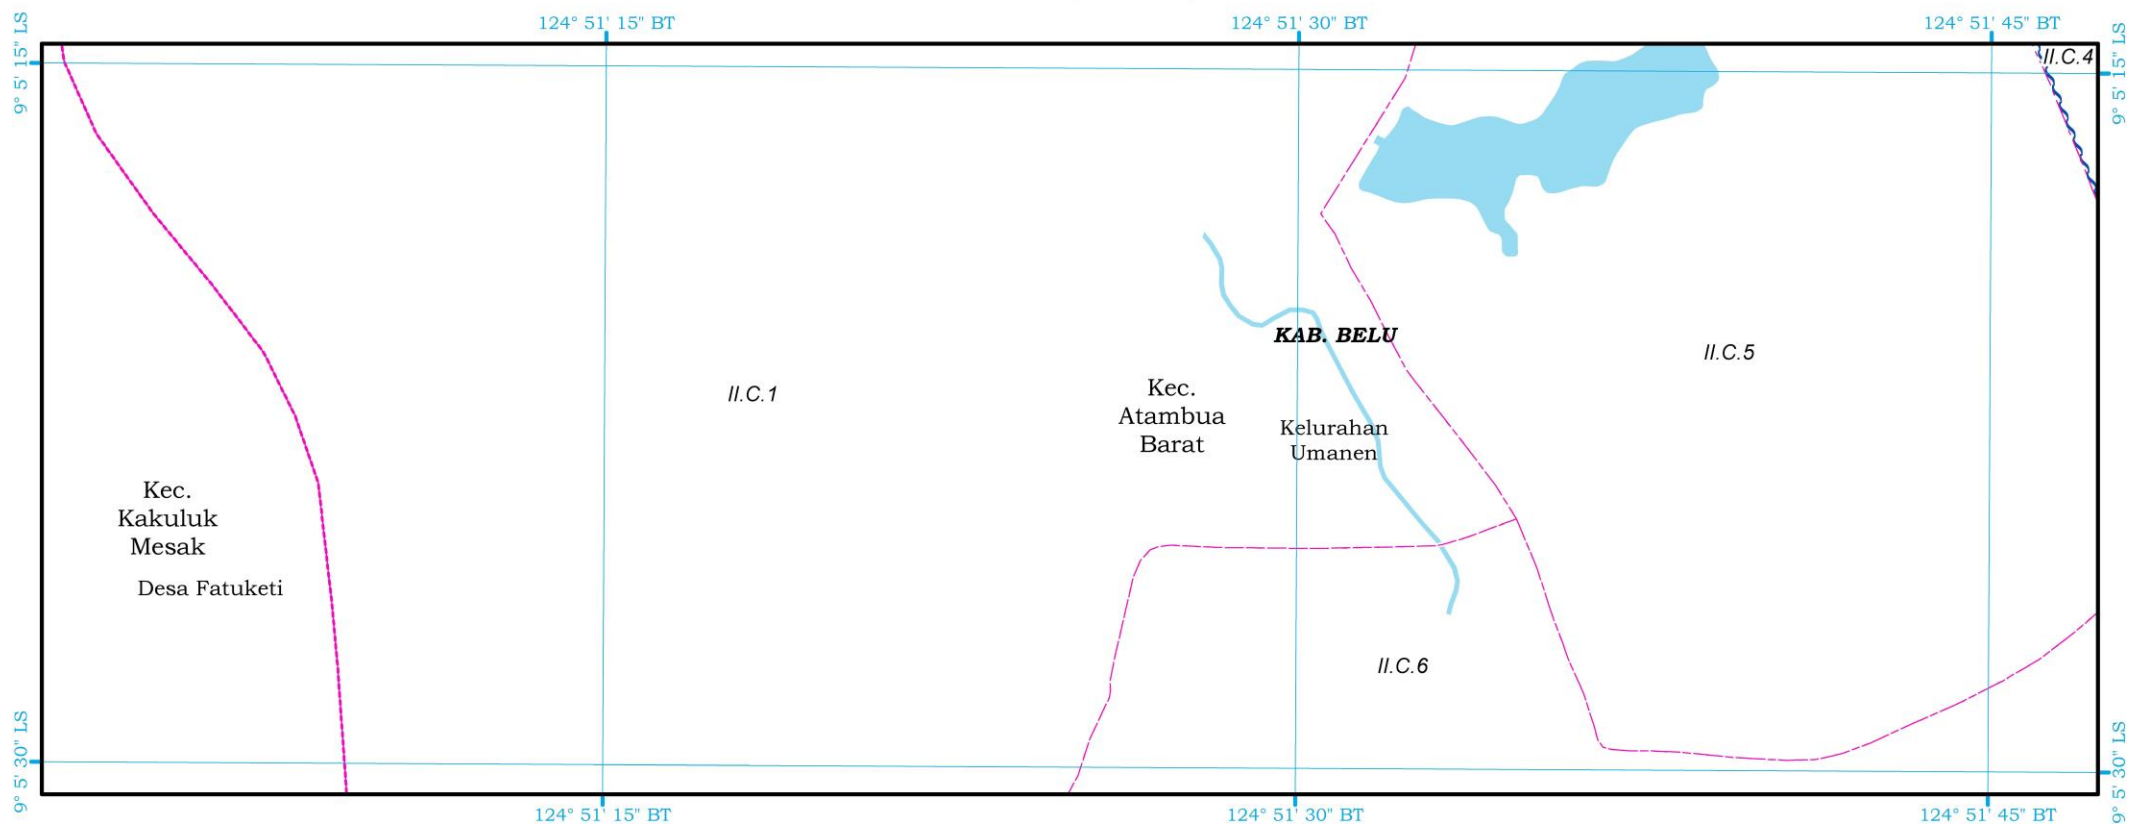 124° 51' 15" BT
124° 51' 30" BT
124° 51' 45" BT
9° 5' 15" LS
9° 5' 15" LS
II.C.4
KAB. BELU
II.C.5
II.C.1
Kec.
Atambua
Barat
Kelurahan
Umanen
Kec.
Kakuluk
Mesak
Desa Fatuketi
II.C.6
9° 5' 30" LS
9° 5' 30" LS
124° 51' 15" BT
124° 51' 30" BT
124° 51' 45" BT